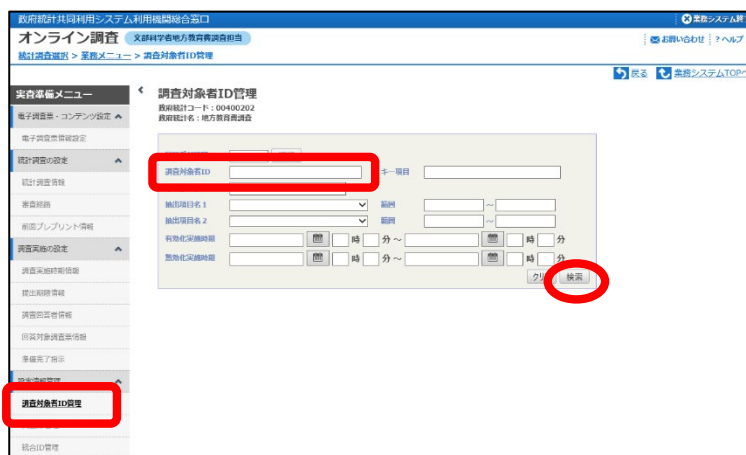 政府統計共同利用システム利用機関総合窓口
業務システム終
オンライン調査 文部科学省地方教育費調査担当
お問い合わせ ? ヘルプ
統計調査選択 > 業務メニュー > 調査対象者ID管理
戻る 業務システムTOPへ
実査準備メニュー
調査対象者ID管理
政府統計コード:00400202
政府統計名:地方教育費調査
電子調査票・コンテンツ設定
電子調査票情報設定
統計調査の設定
統計調査情報
審査経路
前回プレプリント情報
調査実施の設定
調査実施時期情報
提出期限情報
調査回答者情報
回答対象調査票情報
準備完了指示
調査対象者ID管理
統合ID管理
調査対象者ID キー項目
抽出項目名1 範囲 ~
抽出項目名2 範囲 ~
有効化実施時期 時 分 ~ 時 分
無効化実施時期 時 分 ~ 時 分
検索